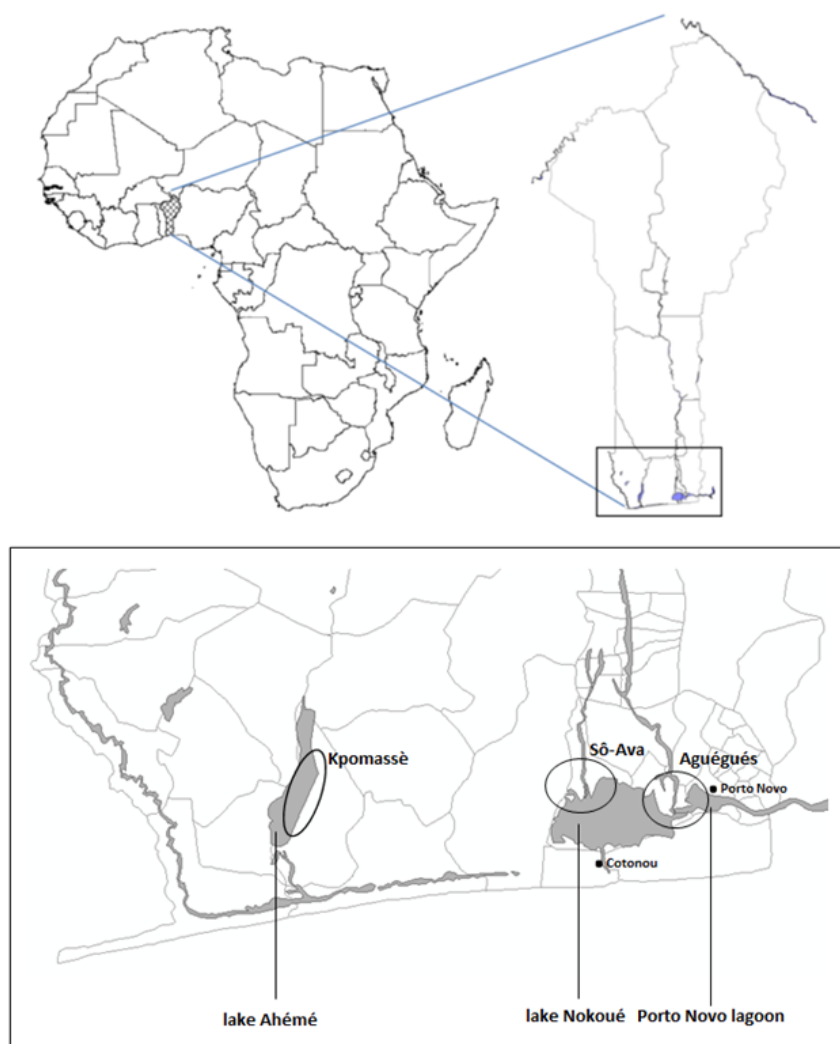 Kpomassè
Sô-Ava
Aguégués
Porto Novo
Cotonou
lake Ahémé
lake Nokoué
Porto Novo lagoon